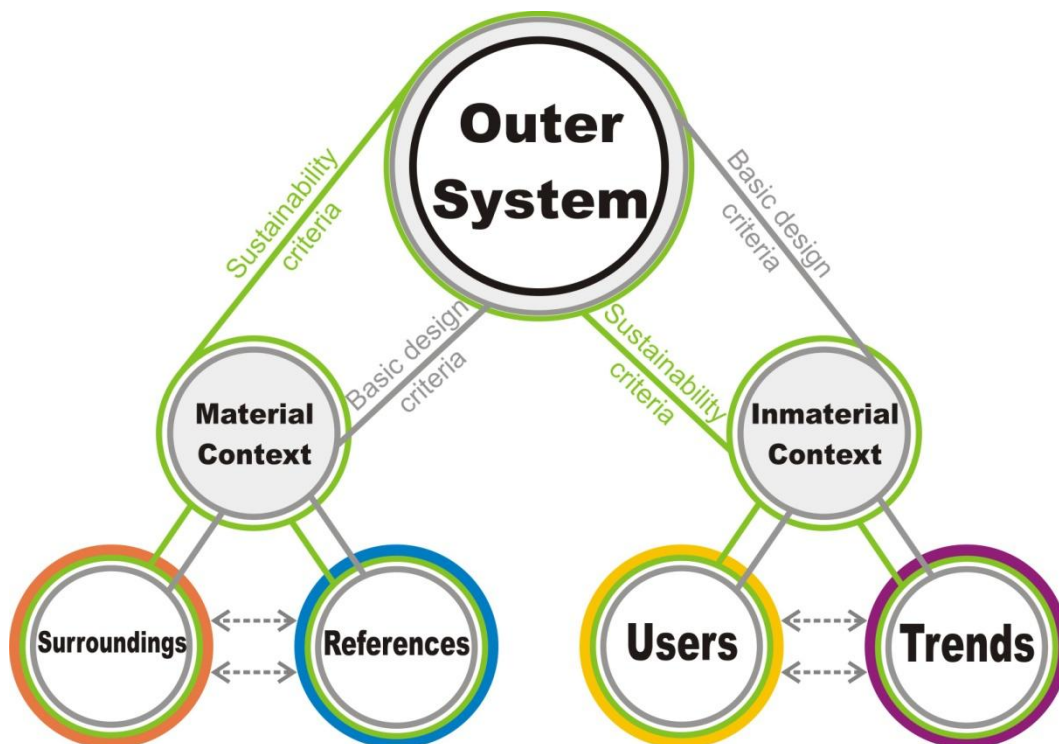 Outer
System
Sustainability
criteria
Basic design
criteria
Basic design
criteria
Sustainability
criteria
Material
Context
Inmaterial
Context
Surroundings
References
Users
Trends